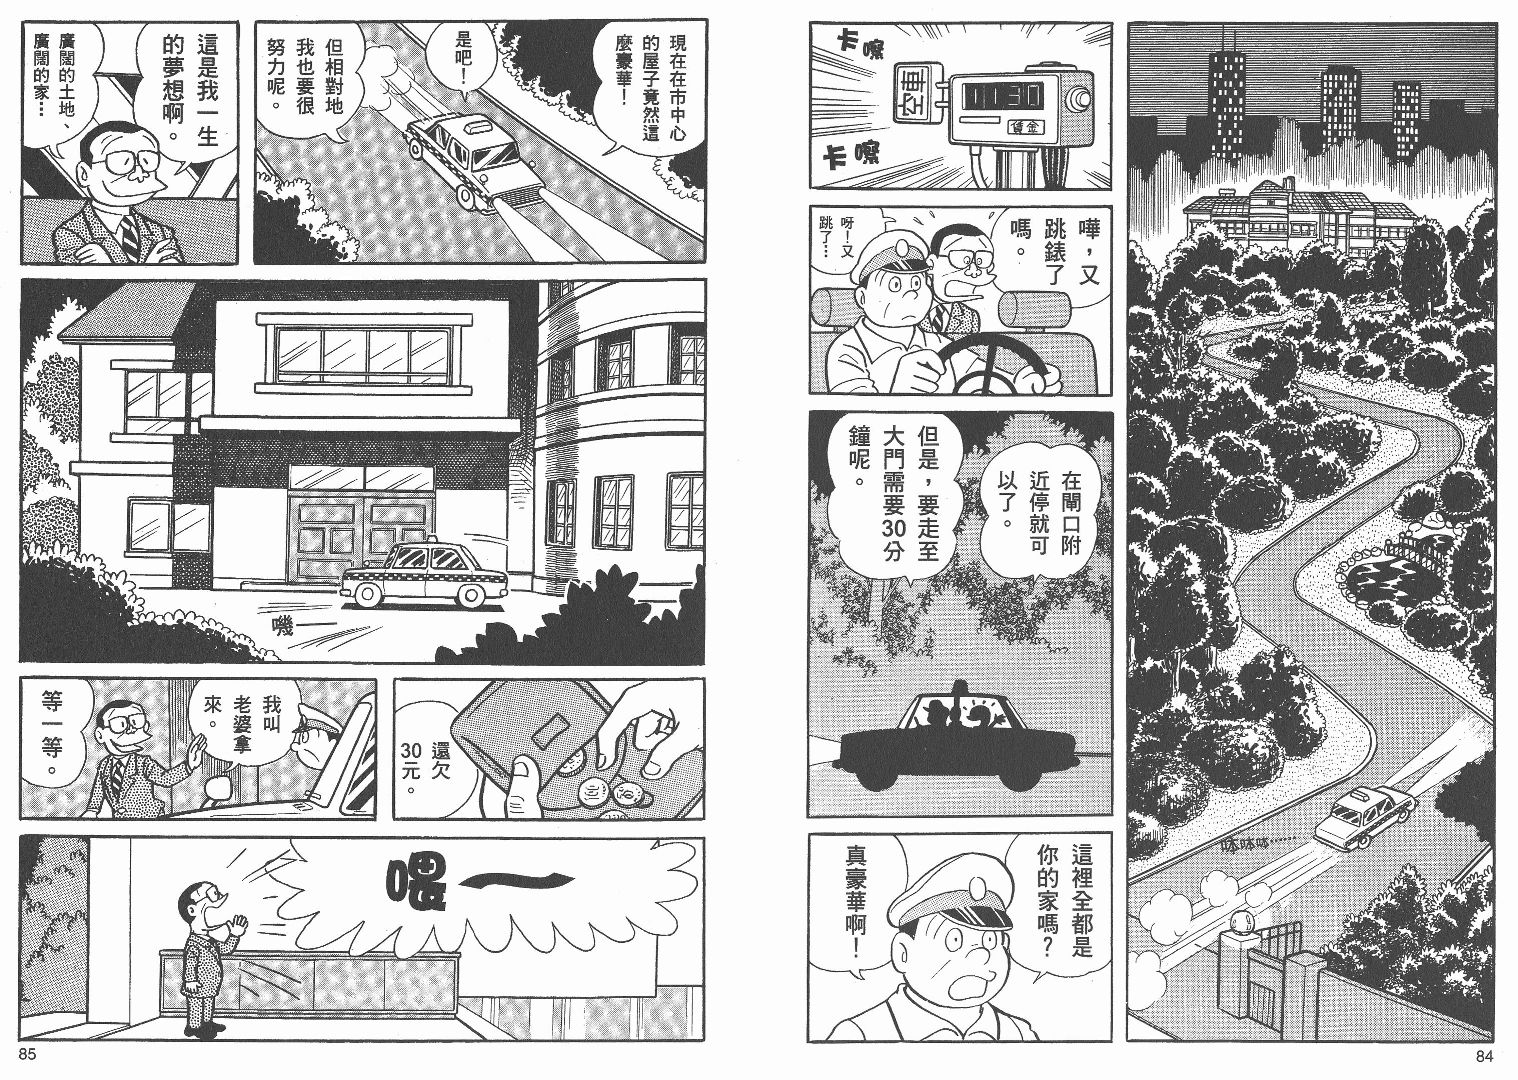 咻咻咻……
卡嚓
空車
0030
賃金
卡嚓
嘩，又
跳錶了
嗎。
呀！又
跳了…
在閘口附
近停就可
以了。
但是，要走至
大門需要30分
鐘呢。
這裡全都是
你的家嗎？
真豪華啊！
84
現在在市中心
的屋子竟然這
麼豪華！
是吧！
但相對地
我也要很
努力呢。
這是我一生
的夢想啊。
廣闊的土地、
廣闊的家…
嘰──
還欠
30元。
我叫
老婆拿
來。
等一等。
喂～
85